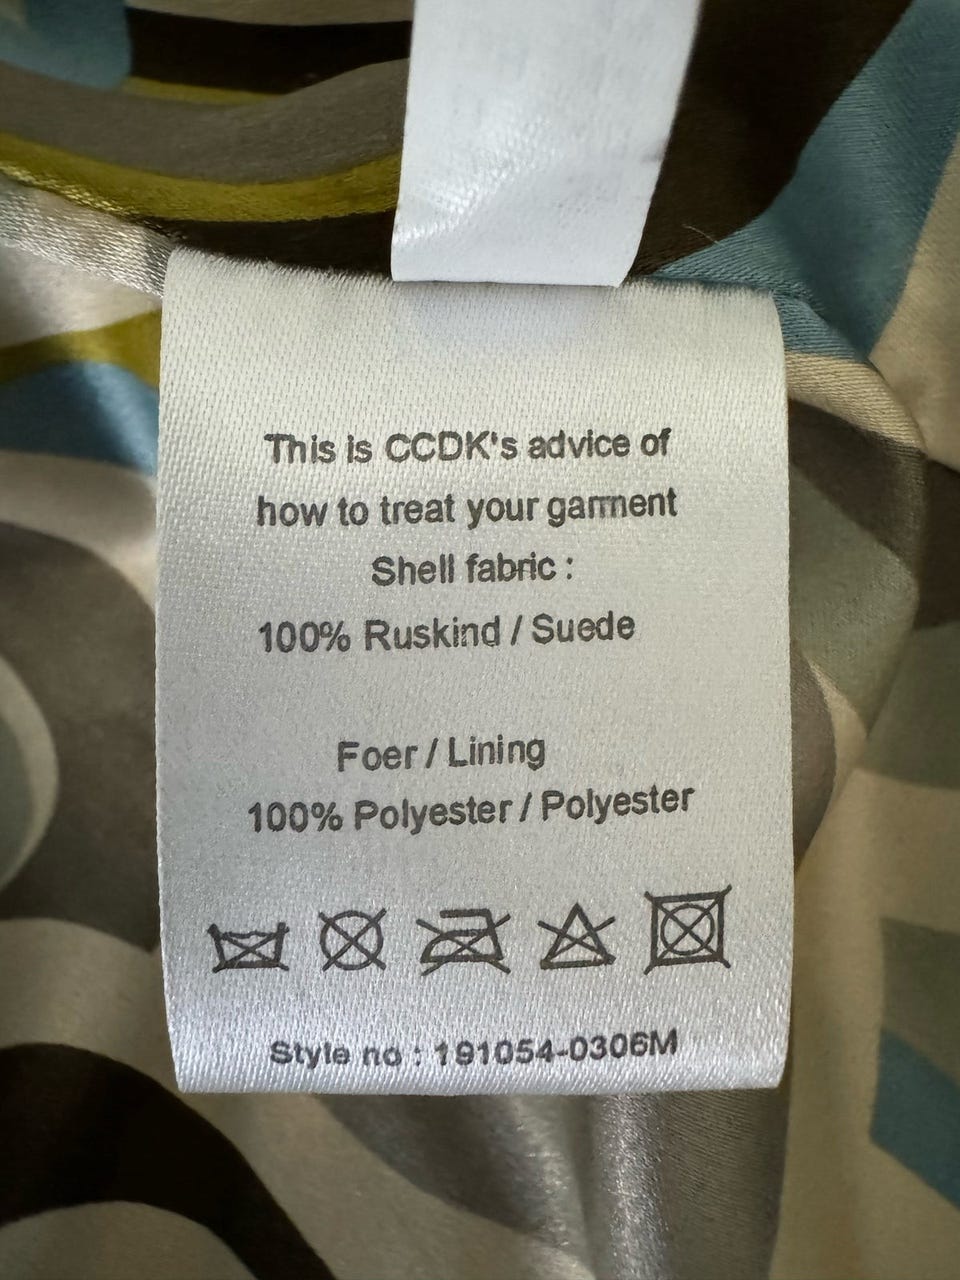 This is CCDK's advice of
how to treat your garment
Shell fabric :
100% Ruskind / Suede
Foer / Lining
100% Polyester / Polyester
Style no : 191054-0306M